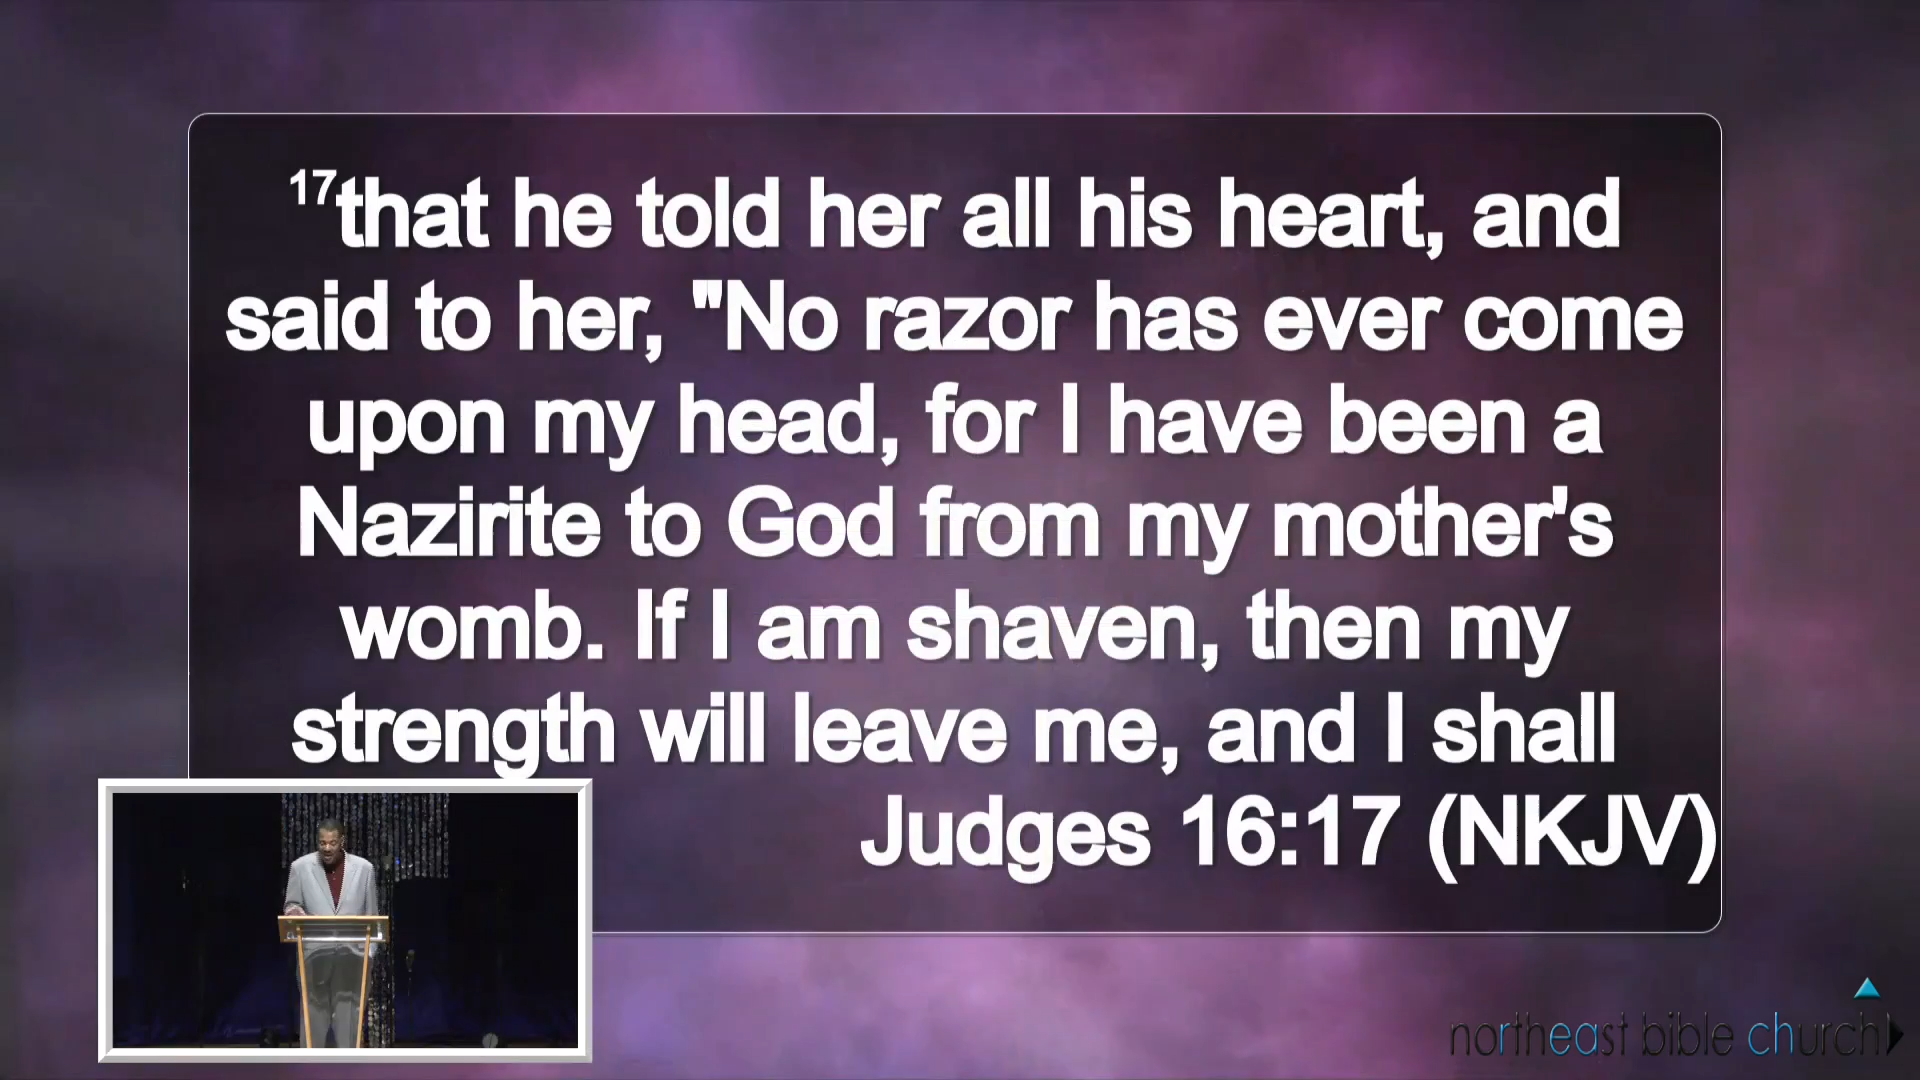 17that he told her all his heart, and
said to her, "No razor has ever come
upon my head, for I have been a
Nazirite to God from my mother's
womb. If I am shaven, then my
strength will leave me, and I shall
Judges 16:17 (NKJV)
northeast bible church